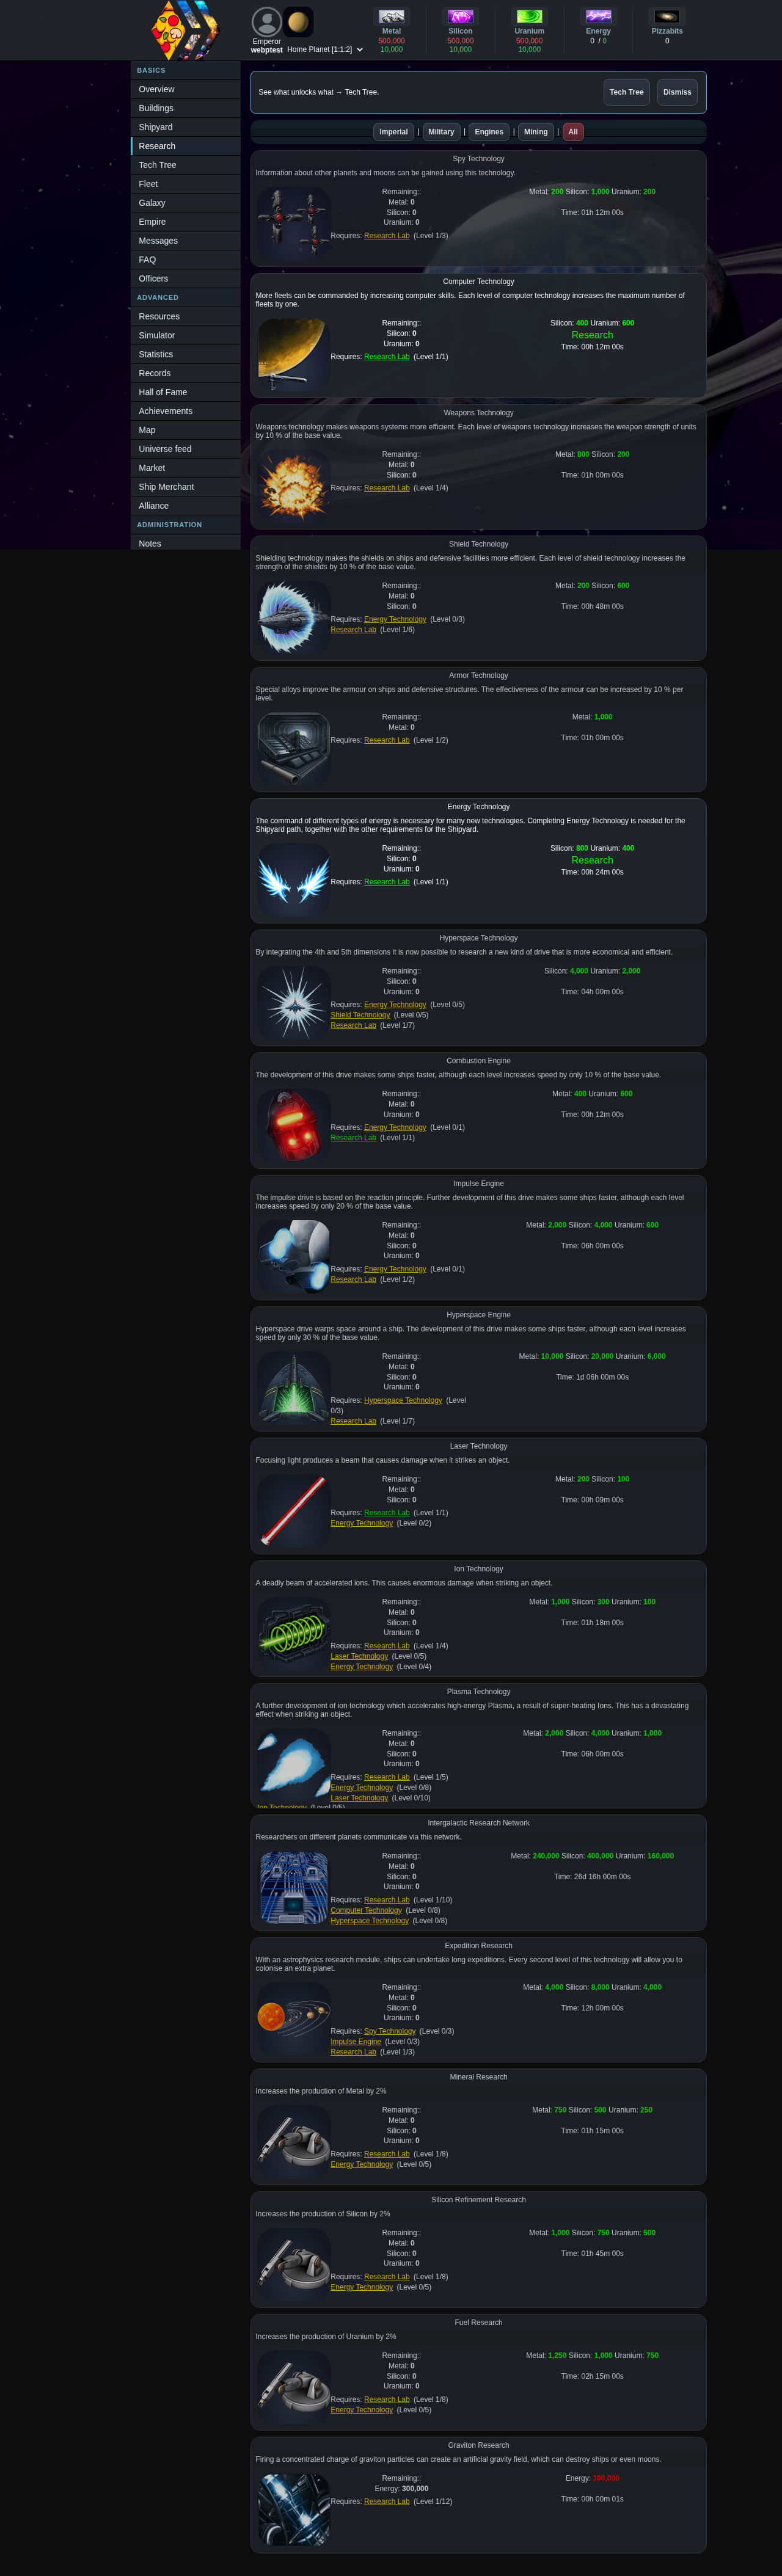 Emperor
webptest
Home Planet [1:1:2]
Metal
500,000
10,000
Silicon
500,000
10,000
Uranium
500,000
10,000
Energy
0 / 0
Pizzabits
0
BASICS
Overview
Buildings
Shipyard
Research
Tech Tree
Fleet
Galaxy
Empire
Messages
FAQ
Officers
ADVANCED
Resources
Simulator
Statistics
Records
Hall of Fame
Achievements
Map
Universe feed
Market
Ship Merchant
Alliance
ADMINISTRATION
Notes
See what unlocks what → Tech Tree.
Tech Tree
Dismiss
Imperial | Military | Engines | Mining | All
Spy Technology
Information about other planets and moons can be gained using this technology.
Remaining::
Metal: 0
Silicon: 0
Uranium: 0
Requires: Research Lab (Level 1/3)
Metal: 200 Silicon: 1,000 Uranium: 200
Time: 01h 12m 00s
Computer Technology
More fleets can be commanded by increasing computer skills. Each level of computer technology increases the maximum number of
fleets by one.
Remaining::
Silicon: 0
Uranium: 0
Requires: Research Lab (Level 1/1)
Silicon: 400 Uranium: 600
Research
Time: 00h 12m 00s
Weapons Technology
Weapons technology makes weapons systems more efficient. Each level of weapons technology increases the weapon strength of units
by 10 % of the base value.
Remaining::
Metal: 0
Silicon: 0
Requires: Research Lab (Level 1/4)
Metal: 800 Silicon: 200
Time: 01h 00m 00s
Shield Technology
Shielding technology makes the shields on ships and defensive facilities more efficient. Each level of shield technology increases the
strength of the shields by 10 % of the base value.
Remaining::
Metal: 0
Silicon: 0
Requires: Energy Technology (Level 0/3)
Research Lab (Level 1/6)
Metal: 200 Silicon: 600
Time: 00h 48m 00s
Armor Technology
Special alloys improve the armour on ships and defensive structures. The effectiveness of the armour can be increased by 10 % per
level.
Remaining::
Metal: 0
Requires: Research Lab (Level 1/2)
Metal: 1,000
Time: 01h 00m 00s
Energy Technology
The command of different types of energy is necessary for many new technologies. Completing Energy Technology is needed for the
Shipyard path, together with the other requirements for the Shipyard.
Remaining::
Silicon: 0
Uranium: 0
Requires: Research Lab (Level 1/1)
Silicon: 800 Uranium: 400
Research
Time: 00h 24m 00s
Hyperspace Technology
By integrating the 4th and 5th dimensions it is now possible to research a new kind of drive that is more economical and efficient.
Remaining::
Silicon: 0
Uranium: 0
Requires: Energy Technology (Level 0/5)
Shield Technology (Level 0/5)
Research Lab (Level 1/7)
Silicon: 4,000 Uranium: 2,000
Time: 04h 00m 00s
Combustion Engine
The development of this drive makes some ships faster, although each level increases speed by only 10 % of the base value.
Remaining::
Metal: 0
Uranium: 0
Requires: Energy Technology (Level 0/1)
Research Lab (Level 1/1)
Metal: 400 Uranium: 600
Time: 00h 12m 00s
Impulse Engine
The impulse drive is based on the reaction principle. Further development of this drive makes some ships faster, although each level
increases speed by only 20 % of the base value.
Remaining::
Metal: 0
Silicon: 0
Uranium: 0
Requires: Energy Technology (Level 0/1)
Research Lab (Level 1/2)
Metal: 2,000 Silicon: 4,000 Uranium: 600
Time: 06h 00m 00s
Hyperspace Engine
Hyperspace drive warps space around a ship. The development of this drive makes some ships faster, although each level increases
speed by only 30 % of the base value.
Remaining::
Metal: 0
Silicon: 0
Uranium: 0
Requires: Hyperspace Technology (Level
0/3)
Research Lab (Level 1/7)
Metal: 10,000 Silicon: 20,000 Uranium: 6,000
Time: 1d 06h 00m 00s
Laser Technology
Focusing light produces a beam that causes damage when it strikes an object.
Remaining::
Metal: 0
Silicon: 0
Requires: Research Lab (Level 1/1)
Energy Technology (Level 0/2)
Metal: 200 Silicon: 100
Time: 00h 09m 00s
Ion Technology
A deadly beam of accelerated ions. This causes enormous damage when striking an object.
Remaining::
Metal: 0
Silicon: 0
Uranium: 0
Requires: Research Lab (Level 1/4)
Laser Technology (Level 0/5)
Energy Technology (Level 0/4)
Metal: 1,000 Silicon: 300 Uranium: 100
Time: 01h 18m 00s
Plasma Technology
A further development of ion technology which accelerates high-energy Plasma, a result of super-heating Ions. This has a devastating
effect when striking an object.
Remaining::
Metal: 0
Silicon: 0
Uranium: 0
Requires: Research Lab (Level 1/5)
Energy Technology (Level 0/8)
Laser Technology (Level 0/10)
Ion Technology (Level 0/5)
Metal: 2,000 Silicon: 4,000 Uranium: 1,000
Time: 06h 00m 00s
Intergalactic Research Network
Researchers on different planets communicate via this network.
Remaining::
Metal: 0
Silicon: 0
Uranium: 0
Requires: Research Lab (Level 1/10)
Computer Technology (Level 0/8)
Hyperspace Technology (Level 0/8)
Metal: 240,000 Silicon: 400,000 Uranium: 160,000
Time: 26d 16h 00m 00s
Expedition Research
With an astrophysics research module, ships can undertake long expeditions. Every second level of this technology will allow you to
colonise an extra planet.
Remaining::
Metal: 0
Silicon: 0
Uranium: 0
Requires: Spy Technology (Level 0/3)
Impulse Engine (Level 0/3)
Research Lab (Level 1/3)
Metal: 4,000 Silicon: 8,000 Uranium: 4,000
Time: 12h 00m 00s
Mineral Research
Increases the production of Metal by 2%
Remaining::
Metal: 0
Silicon: 0
Uranium: 0
Requires: Research Lab (Level 1/8)
Energy Technology (Level 0/5)
Metal: 750 Silicon: 500 Uranium: 250
Time: 01h 15m 00s
Silicon Refinement Research
Increases the production of Silicon by 2%
Remaining::
Metal: 0
Silicon: 0
Uranium: 0
Requires: Research Lab (Level 1/8)
Energy Technology (Level 0/5)
Metal: 1,000 Silicon: 750 Uranium: 500
Time: 01h 45m 00s
Fuel Research
Increases the production of Uranium by 2%
Remaining::
Metal: 0
Silicon: 0
Uranium: 0
Requires: Research Lab (Level 1/8)
Energy Technology (Level 0/5)
Metal: 1,250 Silicon: 1,000 Uranium: 750
Time: 02h 15m 00s
Graviton Research
Firing a concentrated charge of graviton particles can create an artificial gravity field, which can destroy ships or even moons.
Remaining::
Energy: 300,000
Requires: Research Lab (Level 1/12)
Energy: 300,000
Time: 00h 00m 01s